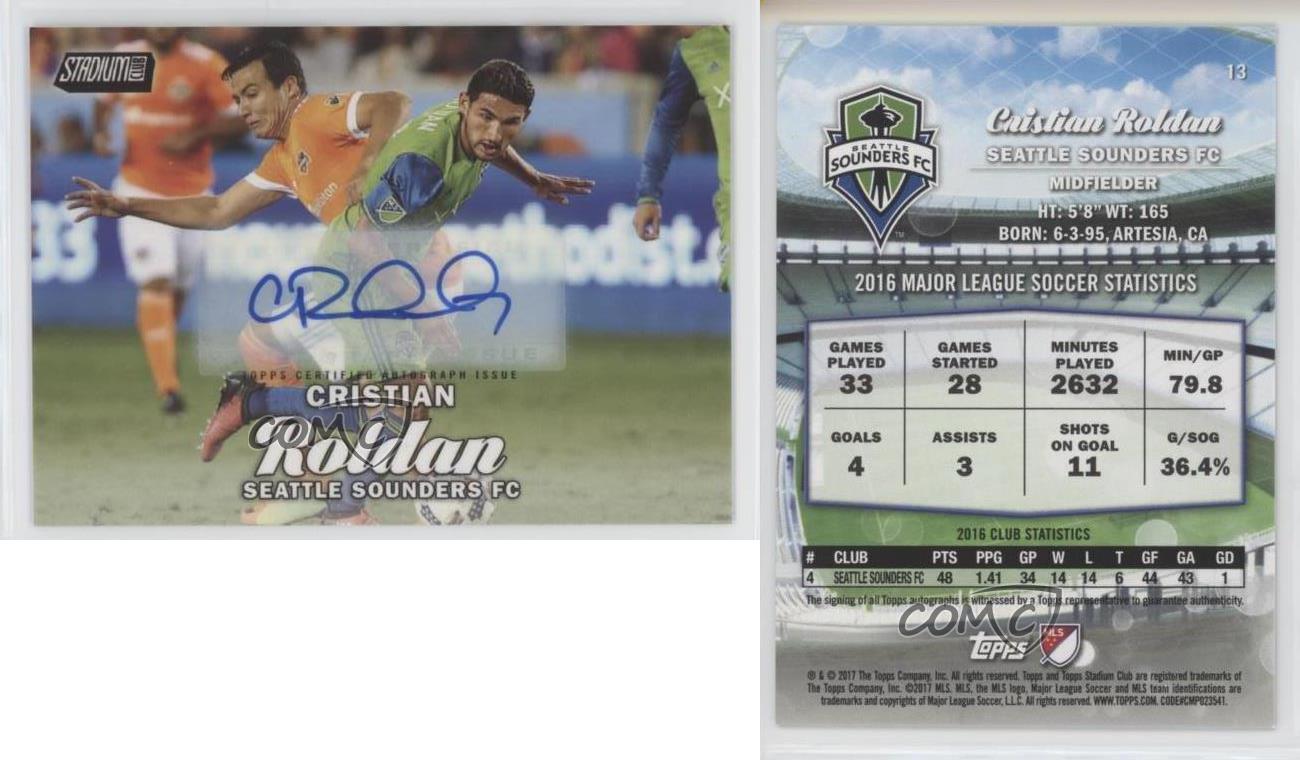 STADIUM CLUB
TOPPS CERTIFIED AUTOGRAPH ISSUE
CRISTIAN
Roldan
SEATTLE SOUNDERS FC
COMC
13
SEATTLE
SOUNDERS FC
TM
Cristian Roldan
SEATTLE SOUNDERS FC
MIDFIELDER
HT: 5'8" WT: 165
BORN: 6-3-95, ARTESIA, CA
2016 MAJOR LEAGUE SOCCER STATISTICS
GAMES PLAYED 33 GAMES STARTED 28 MINUTES PLAYED 2632 MIN/GP 79.8
GOALS 4 ASSISTS 3 SHOTS ON GOAL 11 G/SOG 36.4%
2016 CLUB STATISTICS
# CLUB PTS PPG GP W L T GF GA GD
4 SEATTLE SOUNDERS FC 48 1.41 34 14 14 6 44 43 1
The signing of all Topps autographs is witnessed by a Topps representative to guarantee authenticity.
COMC
Topps MLS
® & © 2017 The Topps Company, Inc. All rights reserved. Topps and Topps Stadium Club are registered trademarks of
The Topps Company, Inc. ©2017 MLS. MLS, the MLS logo, Major League Soccer and MLS team identifications are
trademarks and copyrights of Major League Soccer, L.L.C. All rights reserved. WWW.TOPPS.COM. CODE#CMP023541.